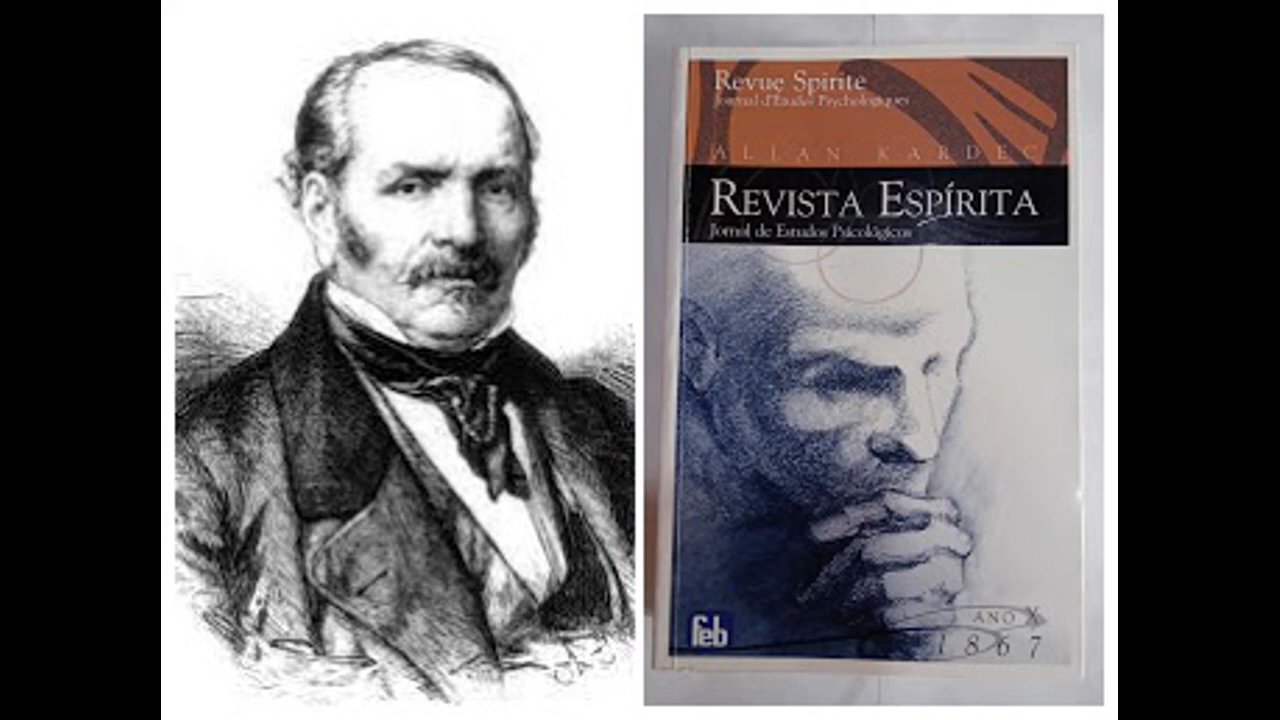 Revue Spirite
Journal d'Études Psychologiques
ALLAN KARDEC
REVISTA ESPÍRITA
Jornal de Estudos Psicológicos
ANO X
1867
feb